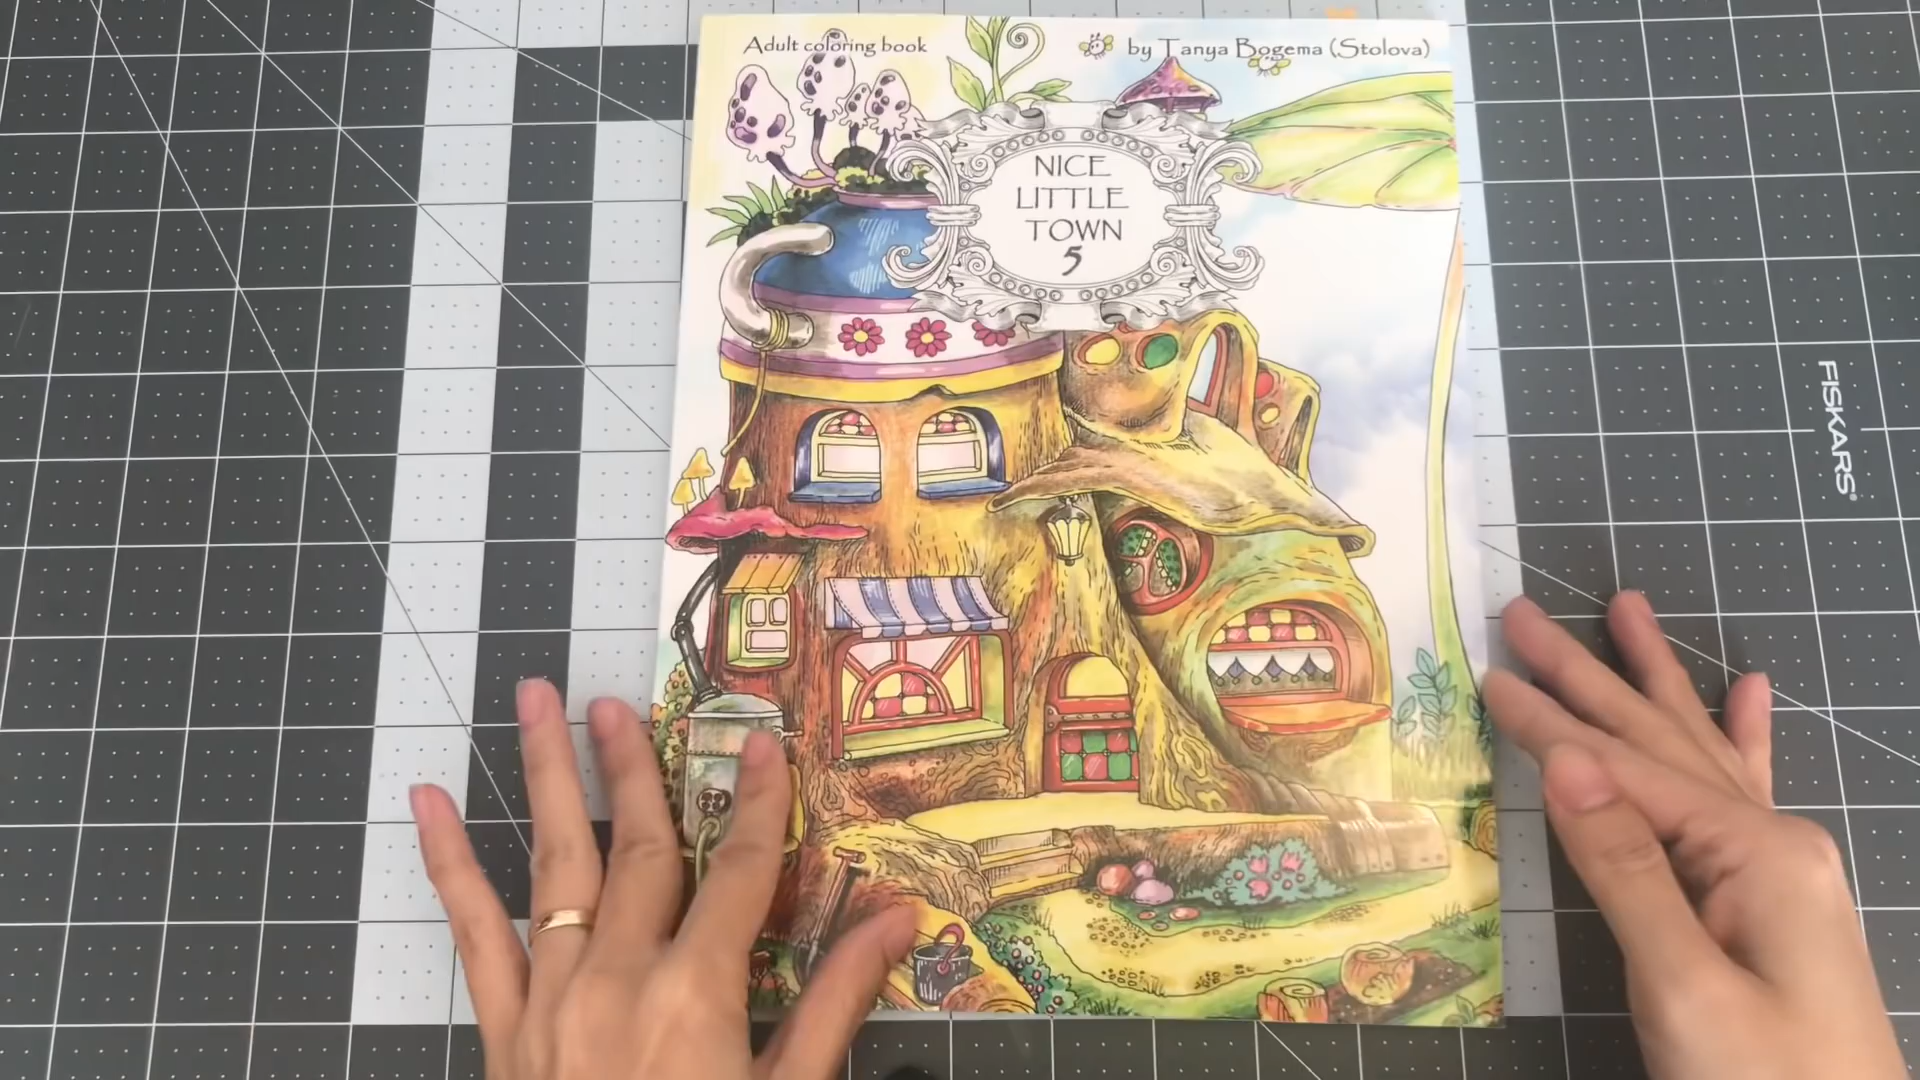 Adult coloring book
by Tanya Bogema (Stolova)
NICE
LITTLE
TOWN
5
FISKARS®